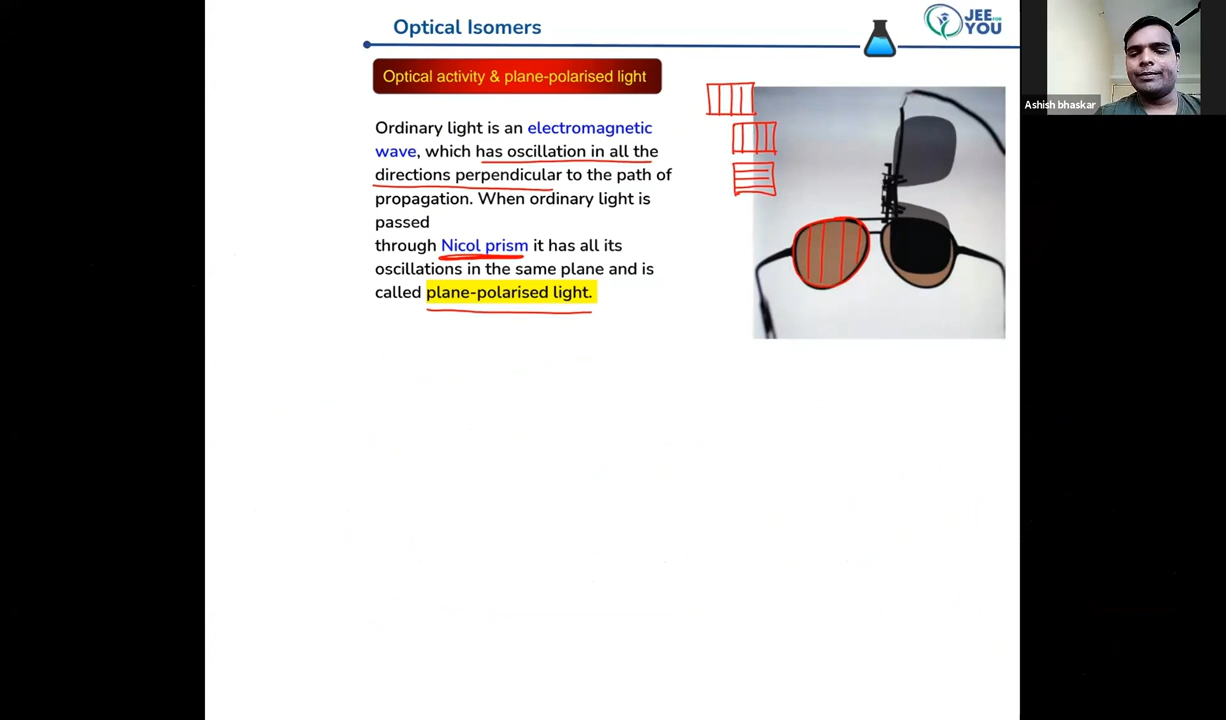 Optical Isomers
JEE FOR
YOU
Optical activity & plane-polarised light
Ashish bhaskar
Ordinary light is an electromagnetic
wave, which has oscillation in all the
directions perpendicular to the path of
propagation. When ordinary light is
passed
through Nicol prism it has all its
oscillations in the same plane and is
called plane-polarised light.